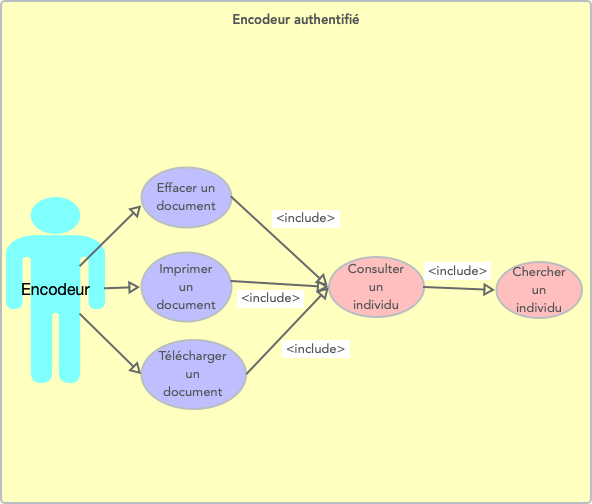 Encodeur authentifié
Effacer un
document
<include>
Encodeur
Imprimer
un
document
<include>
Consulter
un
individu
<include>
Chercher
un
individu
Télécharger
un
document
<include>